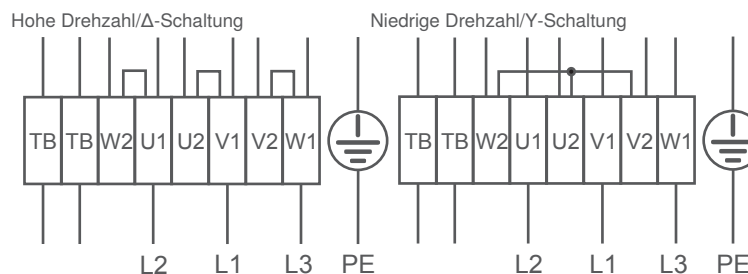 Hohe Drehzahl/Δ-Schaltung Niedrige Drehzahl/Y-Schaltung
TB TB W2 U1 U2 V1 V2 W1 TB TB W2 U1 U2 V1 V2 W1
L2 L1 L3 PE L2 L1 L3 PE